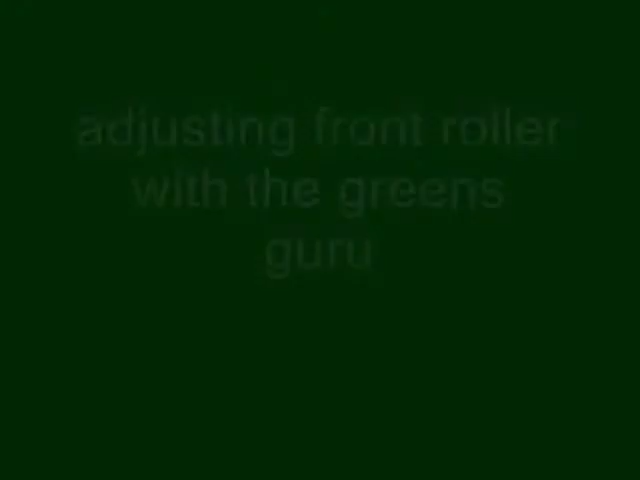 adjusting front roller
with the greens
guru